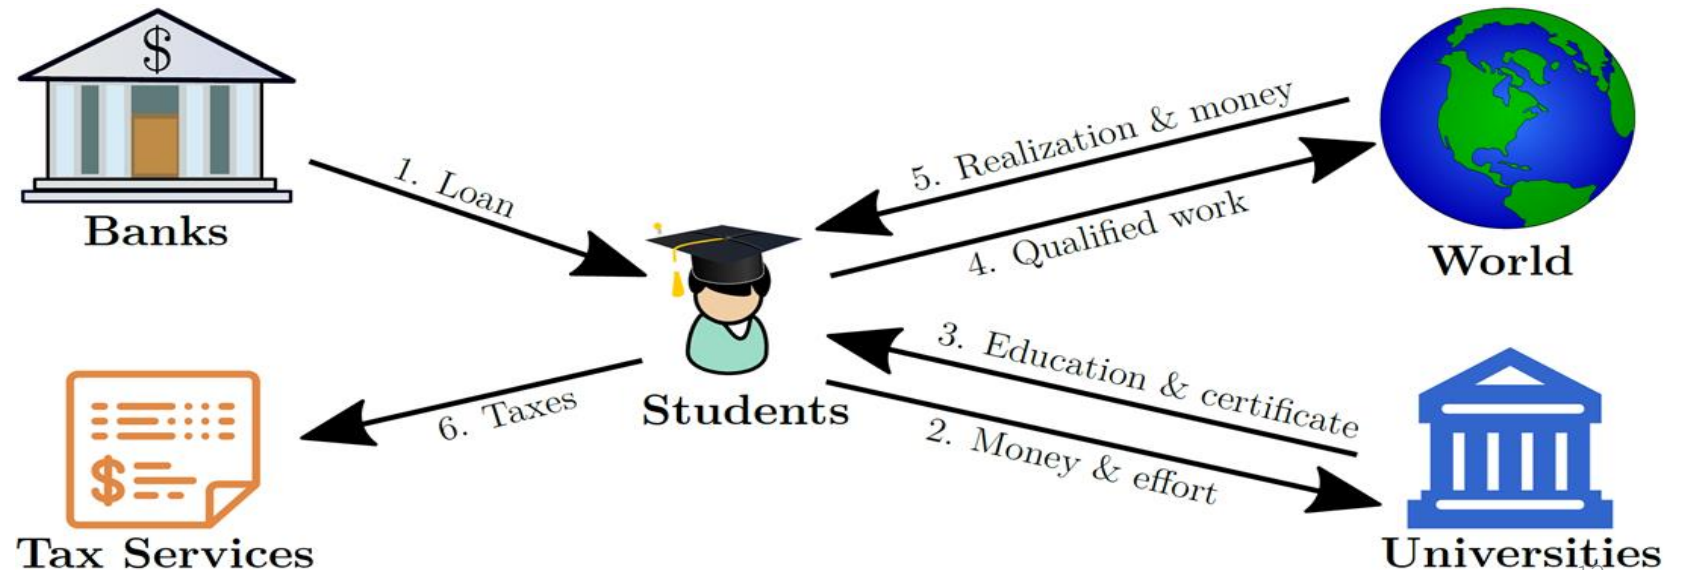 $
Banks
1. Loan
5. Realization & money
4. Qualified work
World
Students
3. Education & certificate
2. Money & effort
6. Taxes
$
Tax Services
Universities